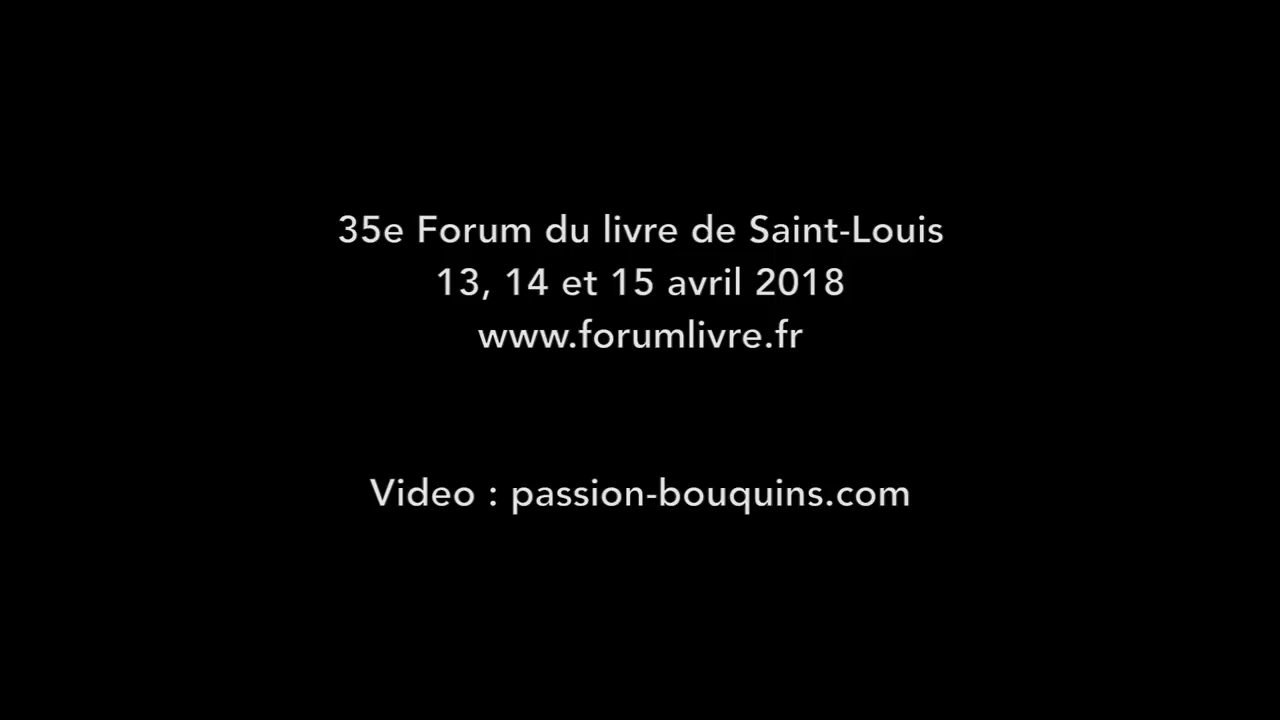 35e Forum du livre de Saint-Louis
13, 14 et 15 avril 2018
www.forumlivre.fr
Video : passion-bouquins.com